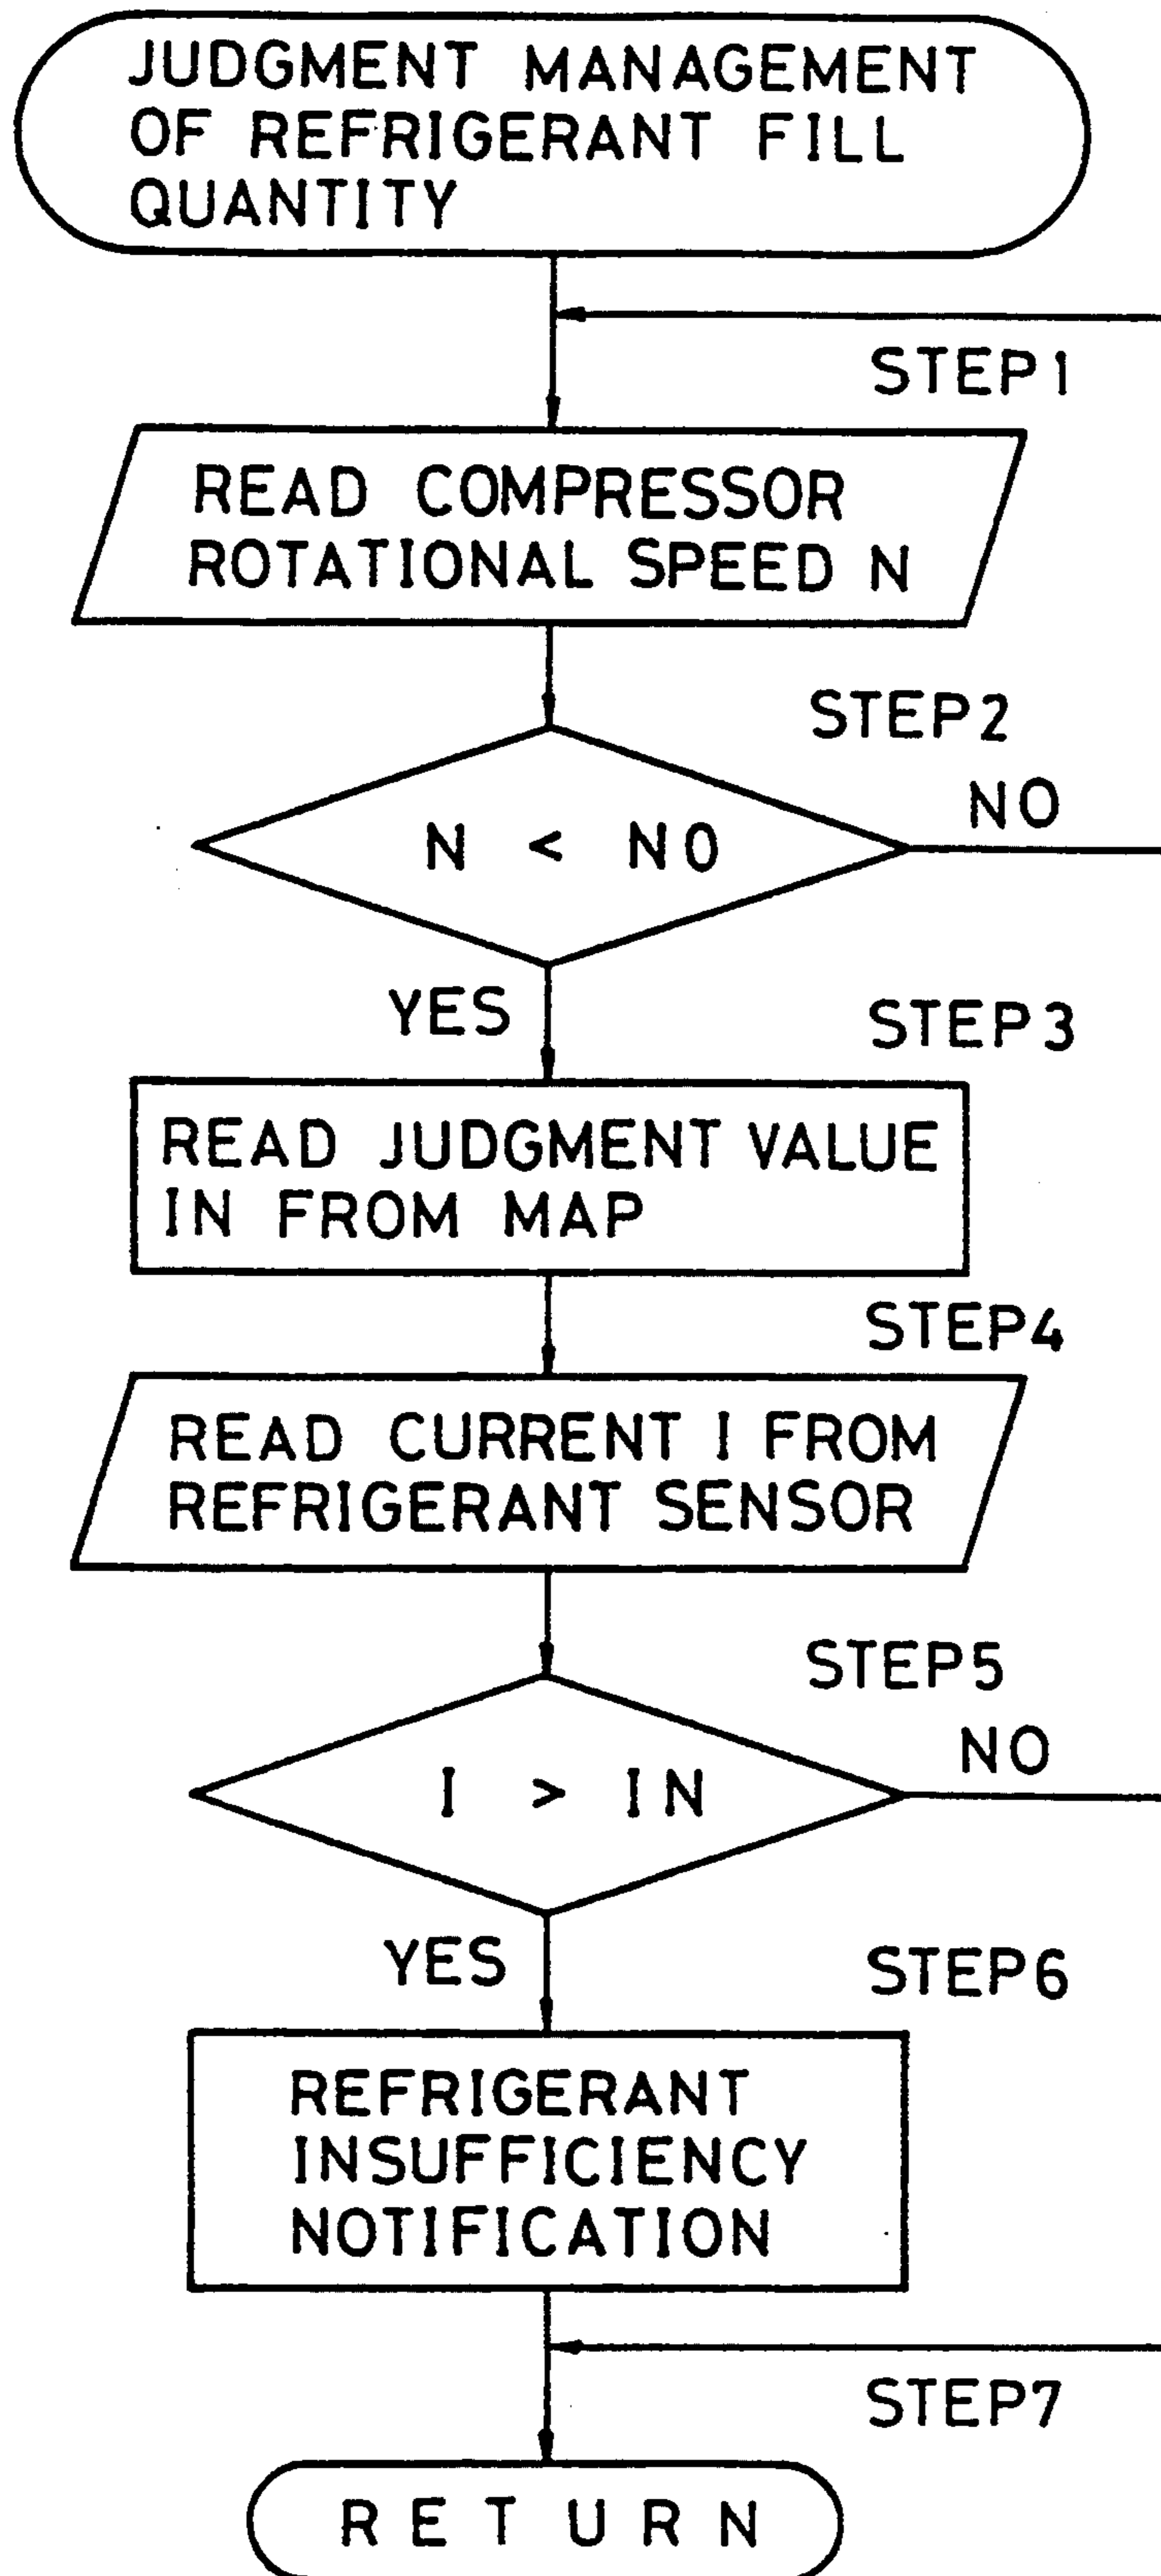 JUDGMENT MANAGEMENT
OF REFRIGERANT FILL
QUANTITY
STEP1
READ COMPRESSOR
ROTATIONAL SPEED N
STEP2
N < NO
NO
YES
STEP3
READ JUDGMENT VALUE
IN FROM MAP
STEP4
READ CURRENT I FROM
REFRIGERANT SENSOR
STEP5
I > IN
NO
YES
STEP6
REFRIGERANT
INSUFFICIENCY
NOTIFICATION
STEP7
RETURN